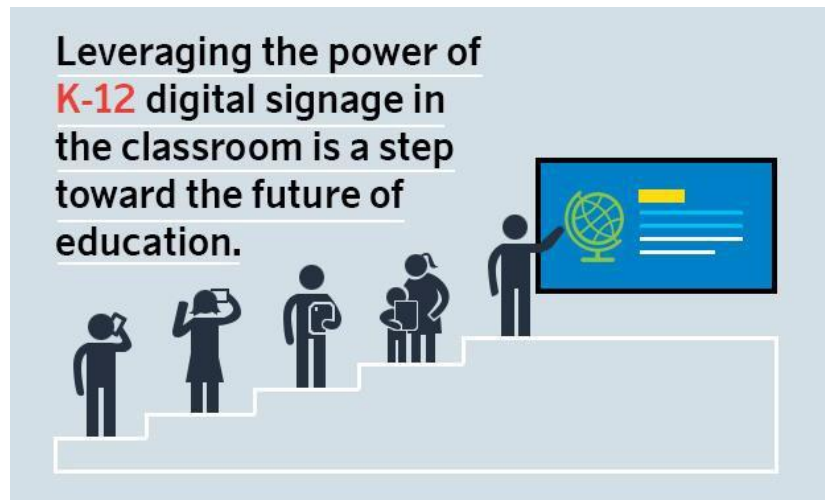 Leveraging the power of
K-12 digital signage in
the classroom is a step
toward the future of
education.